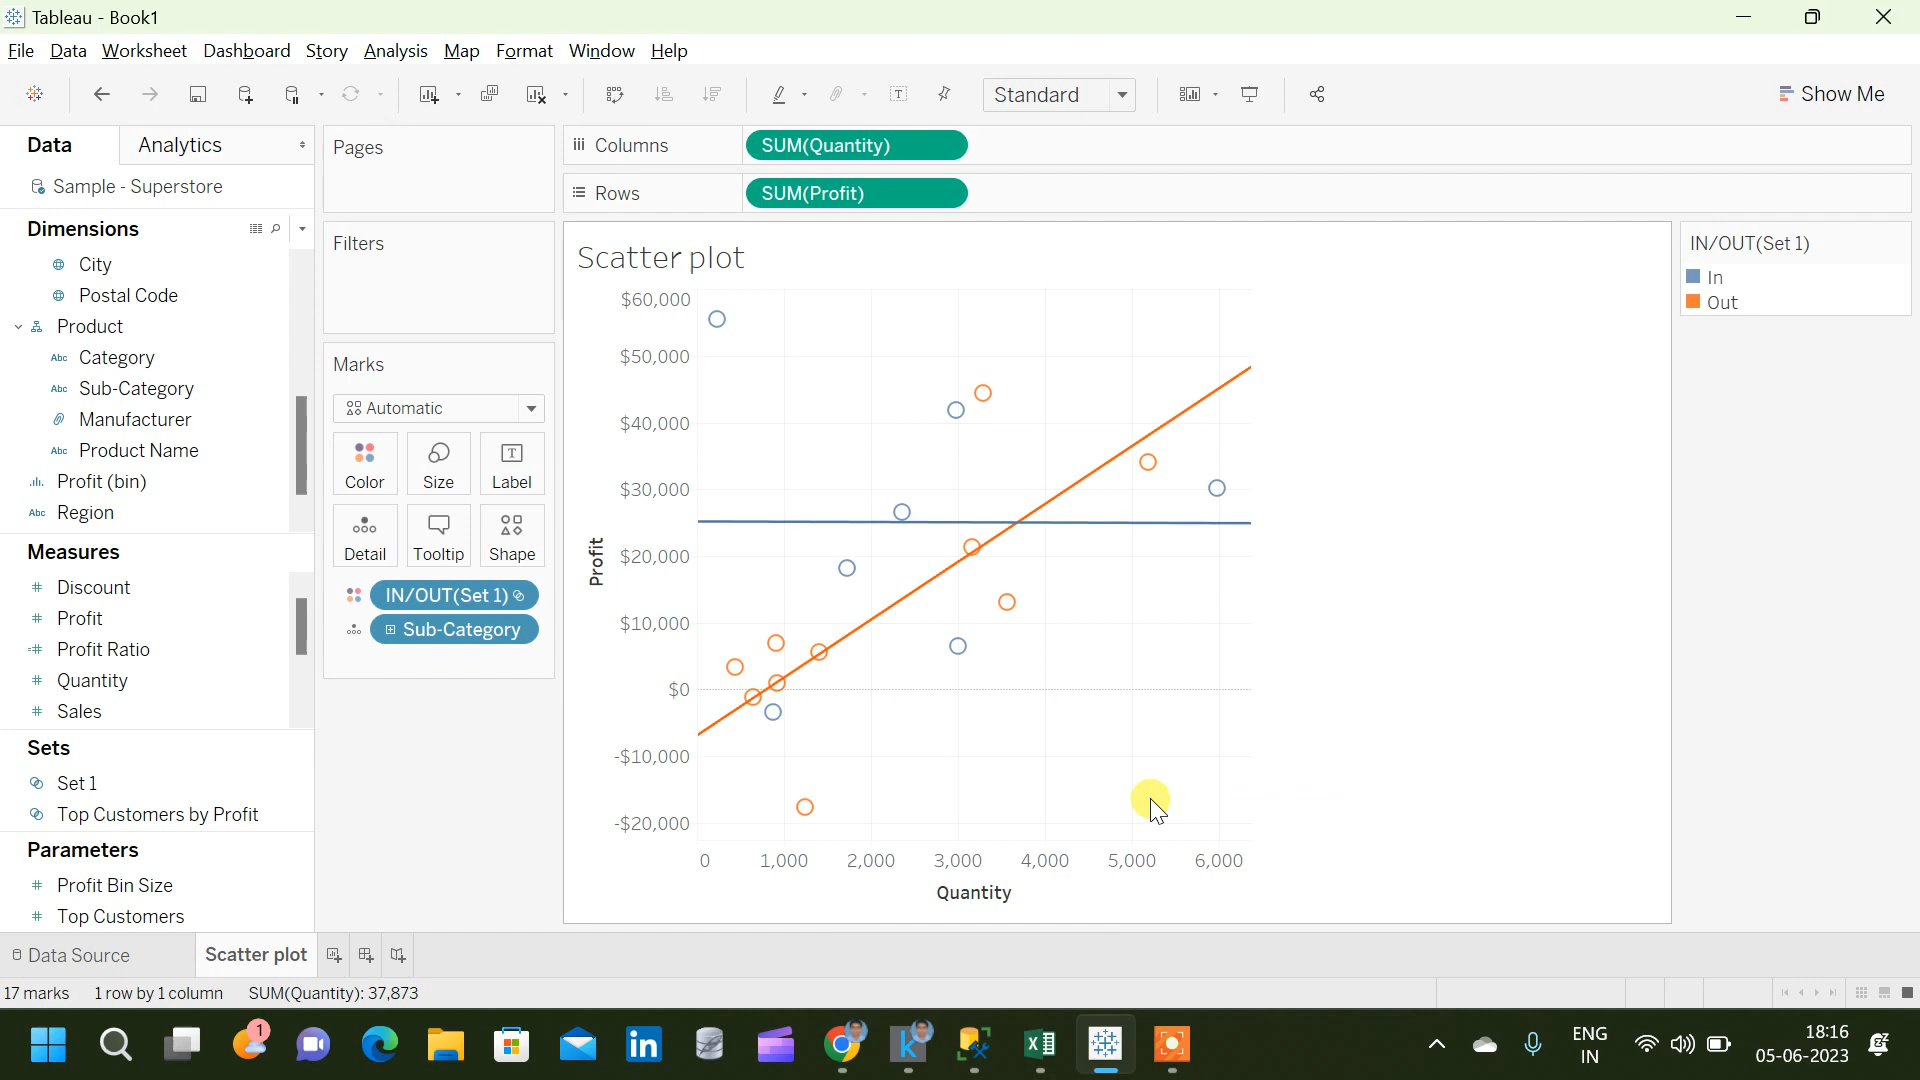 Tableau - Book1
File Data Worksheet Dashboard Story Analysis Map Format Window Help
Standard
Show Me
Data
Analytics
Sample - Superstore
Dimensions
City
Postal Code
Product
Abc Category
Abc Sub-Category
Manufacturer
Abc Product Name
Profit (bin)
Abc Region
Measures
# Discount
# Profit
=# Profit Ratio
# Quantity
# Sales
Sets
Set 1
Top Customers by Profit
Parameters
# Profit Bin Size
# Top Customers
Pages
Filters
Marks
Automatic
Color Size Label
Detail Tooltip Shape
IN/OUT(Set 1)
Sub-Category
Columns SUM(Quantity)
Rows SUM(Profit)
Scatter plot
$60,000
$50,000
$40,000
$30,000
$20,000
$10,000
$0
-$10,000
-$20,000
Profit
0 1,000 2,000 3,000 4,000 5,000 6,000
Quantity
IN/OUT(Set 1)
In
Out
Data Source
Scatter plot
17 marks 1 row by 1 column SUM(Quantity): 37,873
1
ENG
IN
18:16
05-06-2023